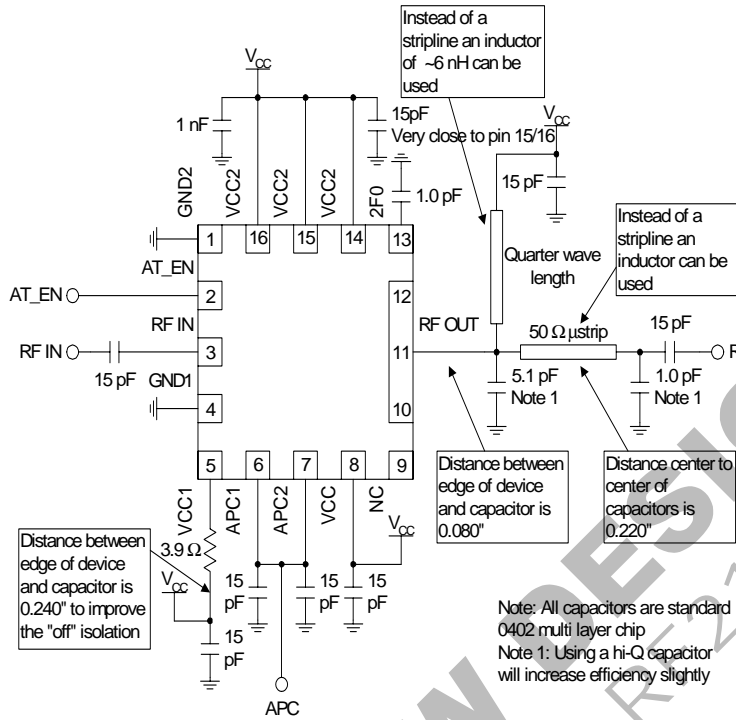 Instead of a
stripline an inductor
of ~6 nH can be
used
VCC
1 nF
15pF
Very close to pin 15/16
VCC
15 pF
GND2
VCC2
VCC2
VCC2
2F0
1.0 pF
1
16
15
14
13
Instead of a
stripline an
inductor can be
used
Quarter wave
length
AT_EN
AT_EN
2
12
RF IN
RF IN
15 pF
3
11
RF OUT
50 Ω µstrip
15 pF
R
5.1 pF
Note 1
1.0 pF
Note 1
GND1
4
10
5
6
7
8
9
VCC1
APC1
APC2
VCC
NC
Distance between
edge of device
and capacitor is
0.080"
Distance center to
center of
capacitors is
0.220"
Distance between
edge of device
and capacitor is
0.240" to improve
the "off" isolation
3.9 Ω
VCC
15
pF
15
pF
15
pF
15
pF
VCC
APC
Note: All capacitors are standard
0402 multi layer chip
Note 1: Using a hi-Q capacitor
will increase efficiency slightly
W DESIG
RF21